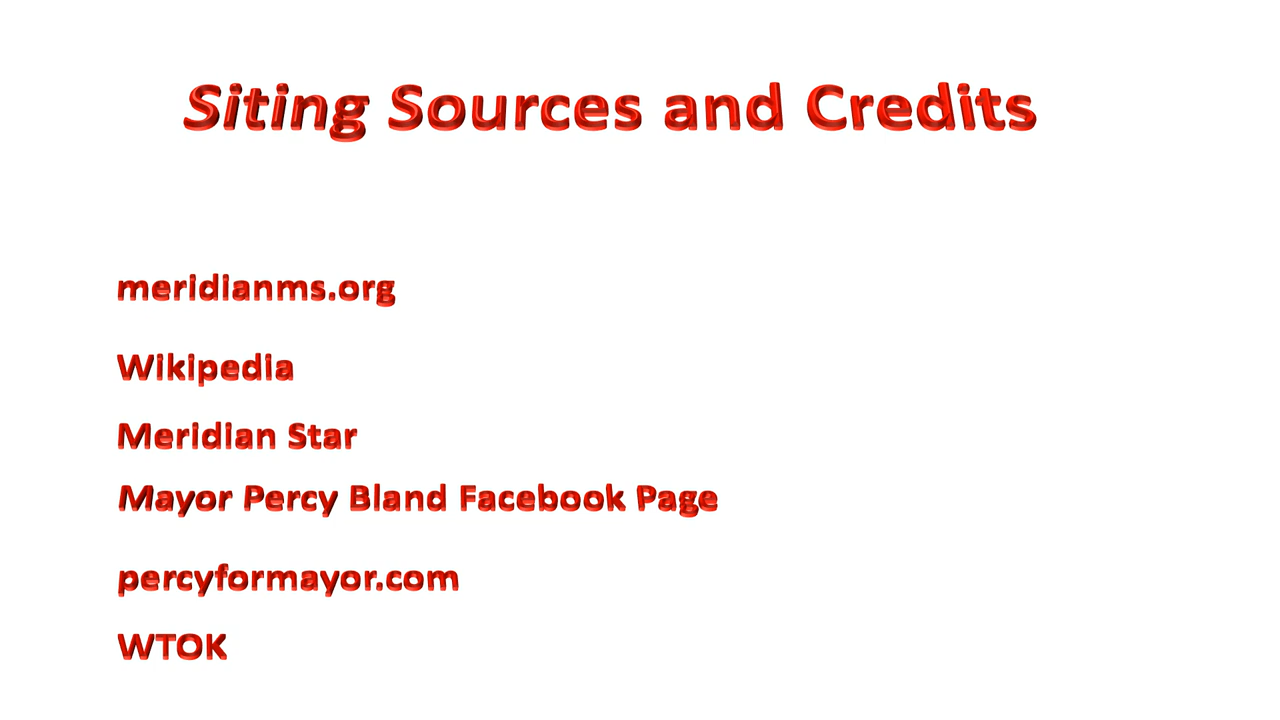 Siting Sources and Credits
meridianms.org
Wikipedia
Meridian Star
Mayor Percy Bland Facebook Page
percyformayor.com
WTOK